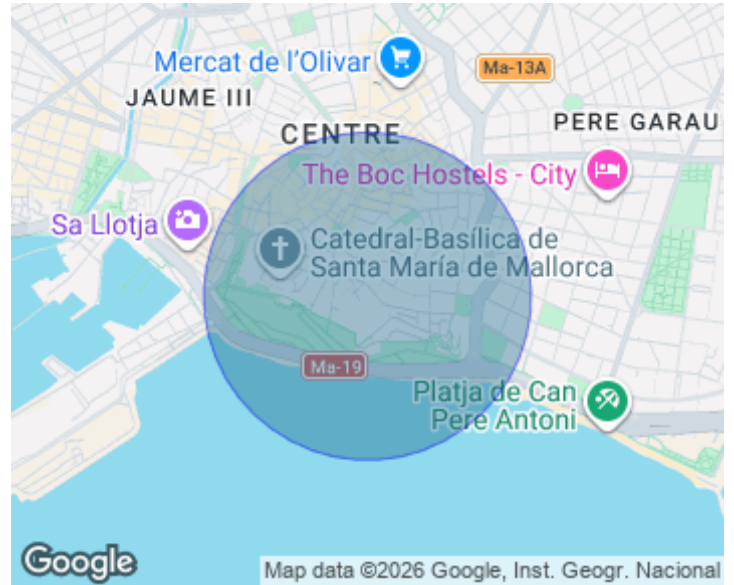 Mercat de l'Olivar
Ma-13A
JAUME III
PERE GARAU
CENTRE
The Boc Hostels - City
Sa Llotja
Catedral-Basílica de
Santa María de Mallorca
Ma-19
Platja de Can
Pere Antoni
Google
Map data ©2026 Google, Inst. Geogr. Nacional